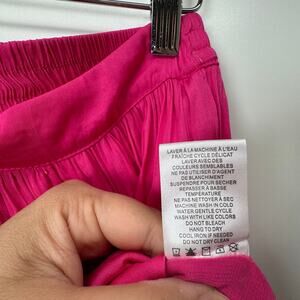 LAVER À LA MACHINE À L'EAU
FRAÎCHE CYCLE DÉLICAT
LAVER AVEC DES
COULEURS SEMBLABLES
NE PAS UTILISER D'AGENT
DE BLANCHIMENT
SUSPENDRE POUR SÉCHER
REPASSER À BASSE
TEMPÉRATURE
NE PAS NETTOYER À SEC
MACHINE WASH IN COLD
WATER GENTLE CYCLE
WASH WITH LIKE COLORS
DO NOT BLEACH
HANG TO DRY
COOL IRON IF NEEDED
DO NOT DRY CLEAN